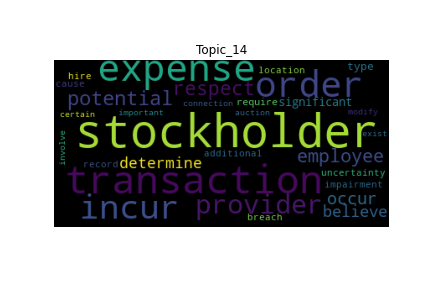 Topic_14
expense
location
type
hire
cause
respect
order
potential
connection
require
significant
certain
important
auction
modify
stockholder
exist
involve
additional
employee
record
determine
transaction
uncertainty
impairment
incur
provider
occur
believe
breach